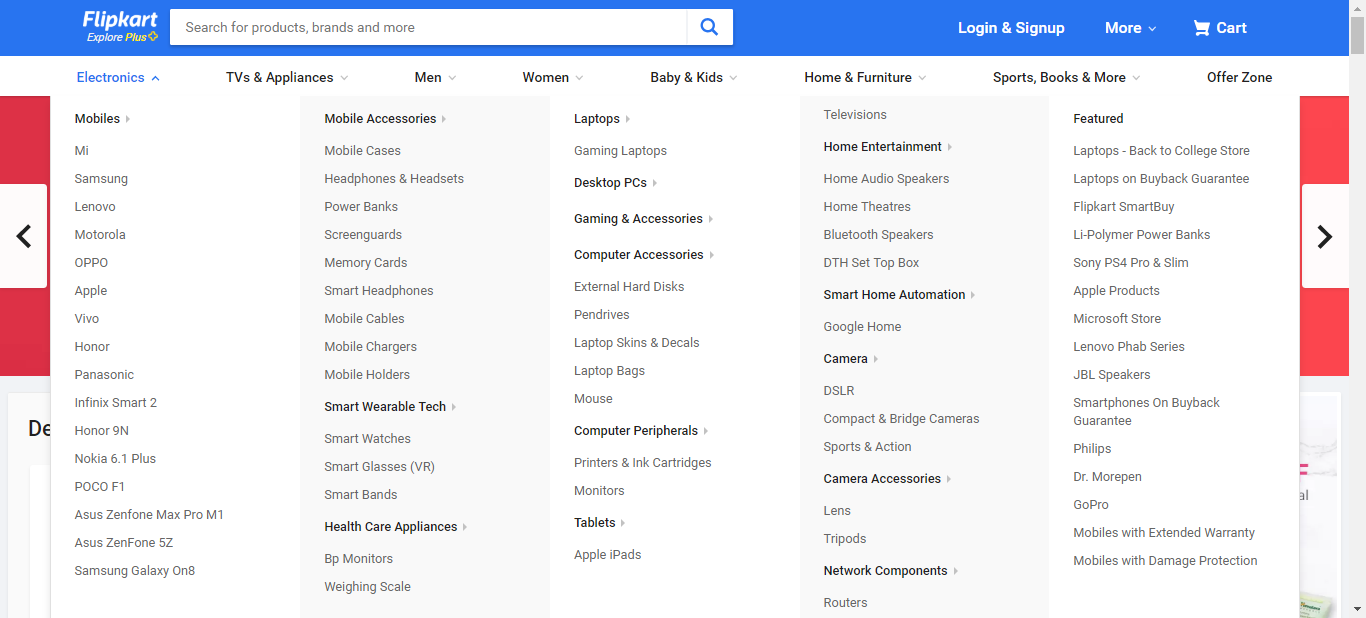 Flipkart
Explore Plus
Search for products, brands and more
Login & Signup
More
Cart
Electronics
TVs & Appliances
Men
Women
Baby & Kids
Home & Furniture
Sports, Books & More
Offer Zone
Mobiles
Mi
Samsung
Lenovo
Motorola
OPPO
Apple
Vivo
Honor
Panasonic
Infinix Smart 2
Honor 9N
Nokia 6.1 Plus
POCO F1
Asus Zenfone Max Pro M1
Asus ZenFone 5Z
Samsung Galaxy On8
Mobile Accessories
Mobile Cases
Headphones & Headsets
Power Banks
Screenguards
Memory Cards
Smart Headphones
Mobile Cables
Mobile Chargers
Mobile Holders
Smart Wearable Tech
Smart Watches
Smart Glasses (VR)
Smart Bands
Health Care Appliances
Bp Monitors
Weighing Scale
Laptops
Gaming Laptops
Desktop PCs
Gaming & Accessories
Computer Accessories
External Hard Disks
Pendrives
Laptop Skins & Decals
Laptop Bags
Mouse
Computer Peripherals
Printers & Ink Cartridges
Monitors
Tablets
Apple iPads
Televisions
Home Entertainment
Home Audio Speakers
Home Theatres
Bluetooth Speakers
DTH Set Top Box
Smart Home Automation
Google Home
Camera
DSLR
Compact & Bridge Cameras
Sports & Action
Camera Accessories
Lens
Tripods
Network Components
Routers
Featured
Laptops - Back to College Store
Laptops on Buyback Guarantee
Flipkart SmartBuy
Li-Polymer Power Banks
Sony PS4 Pro & Slim
Apple Products
Microsoft Store
Lenovo Phab Series
JBL Speakers
Smartphones On Buyback
Guarantee
Philips
Dr. Morepen
GoPro
Mobiles with Extended Warranty
Mobiles with Damage Protection
De
al